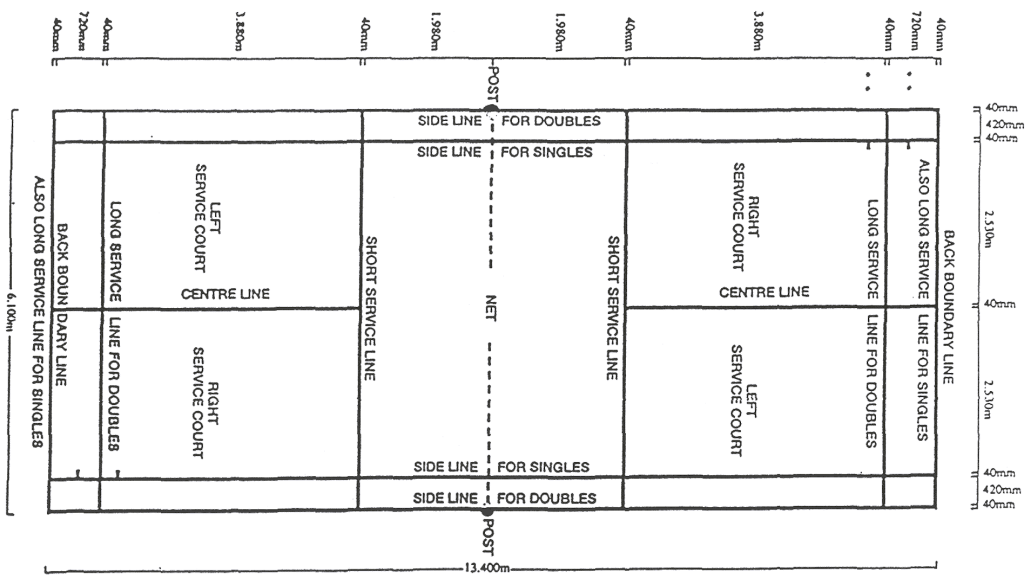 40mm
720mm
40mm
3.880m
40mm
1.980m
1.980m
40mm
3.880m
40mm
720mm
40mm
POST
SIDE LINE FOR DOUBLES
SIDE LINE FOR SINGLES
40mm
420mm
40mm
LEFT
SERVICE COURT
RIGHT
SERVICE COURT
2.530m
CENTRE LINE
NET
CENTRE LINE
40mm
ALSO LONG SERVICE LINE FOR SINGLES
BACK BOUNDARY LINE
LONG SERVICE LINE FOR DOUBLES
SHORT SERVICE LINE
SHORT SERVICE LINE
LONG SERVICE LINE FOR DOUBLES
ALSO LONG SERVICE LINE FOR SINGLES
BACK BOUNDARY LINE
6.100m
RIGHT
SERVICE COURT
LEFT
SERVICE COURT
2.530m
SIDE LINE FOR SINGLES
SIDE LINE FOR DOUBLES
40mm
420mm
40mm
POST
13.400m